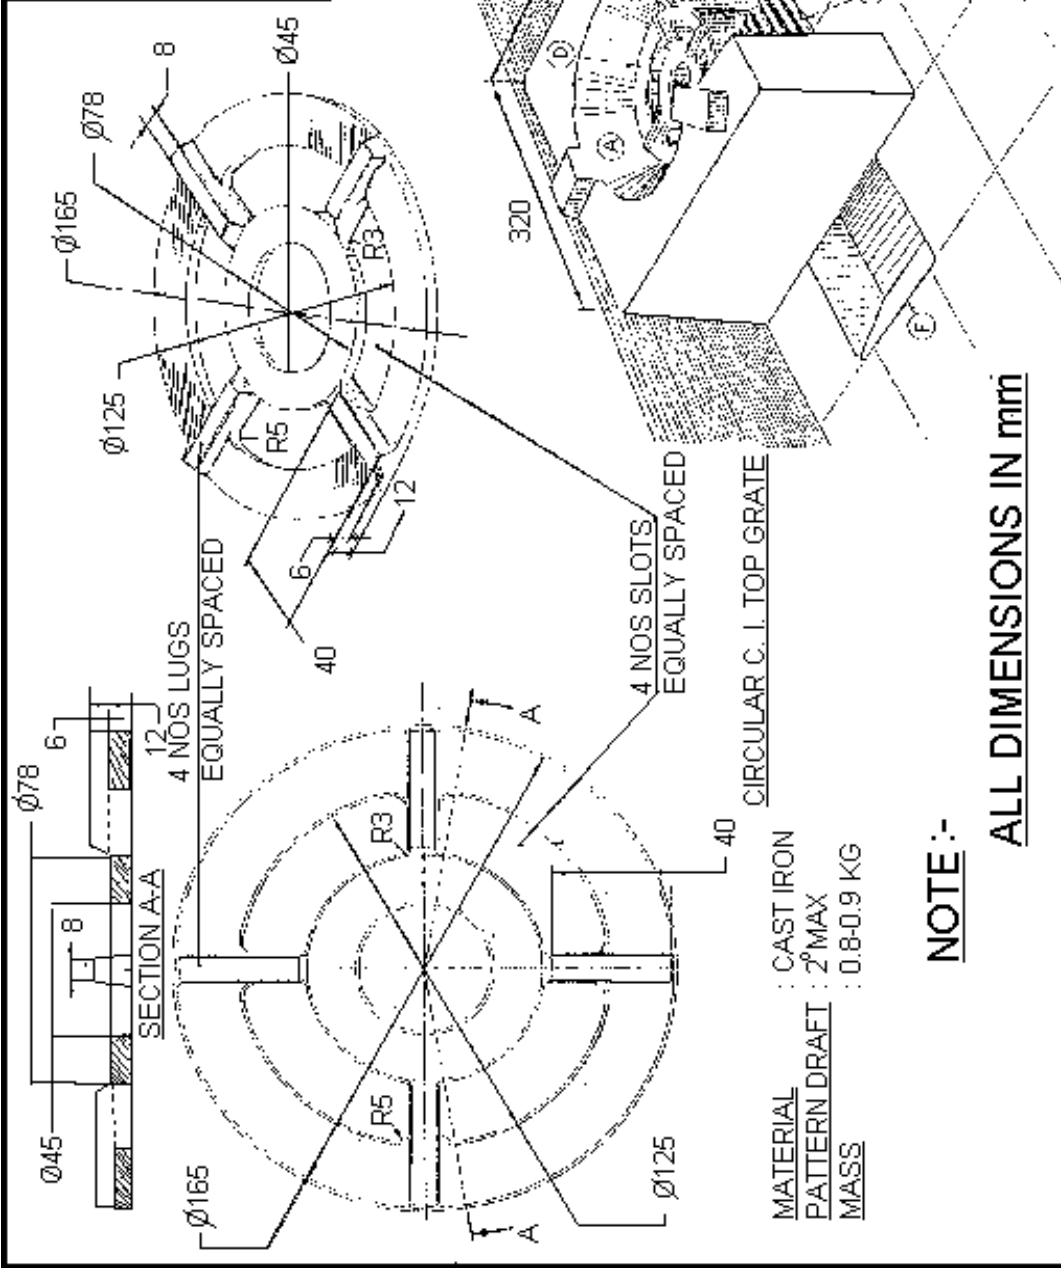 Ø78
6
12
Ø45
8
SECTION A-A
4 NOS LUGS
EQUALLY SPACED
Ø165
R5
R3
A
A
Ø125
40
4 NOS SLOTS
EQUALLY SPACED
CIRCULAR C. I. TOP GRATE
Ø125
Ø165
Ø78
8
Ø45
R5
R3
6
12
40
320
D
A
F
MATERIAL : CAST IRON
PATTERN DRAFT : 2° MAX
MASS : 0.8-0.9 KG
NOTE :-
ALL DIMENSIONS IN mm